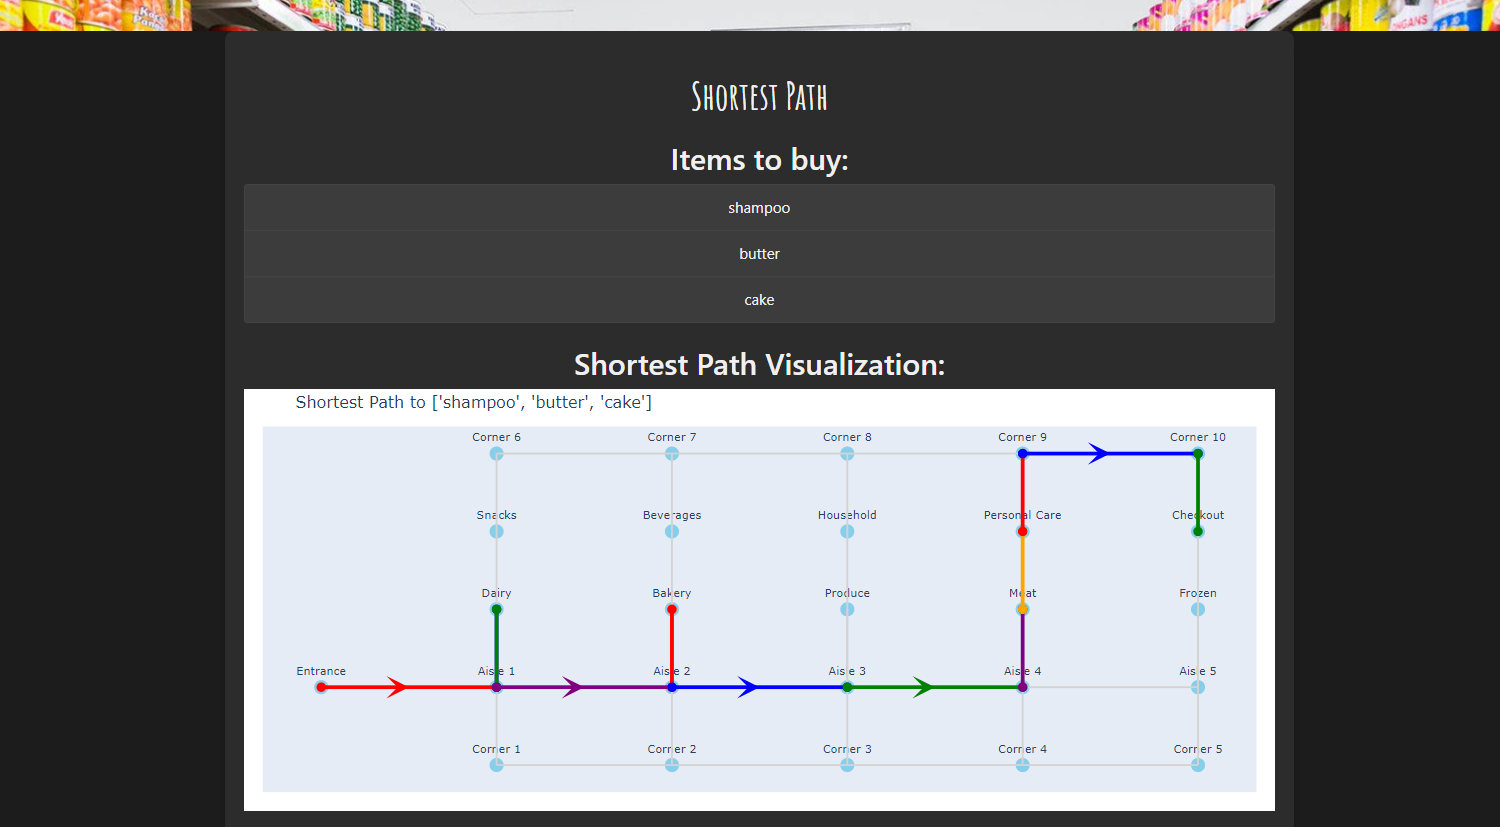 Shortest Path
Items to buy:
shampoo
butter
cake
Shortest Path Visualization:
Shortest Path to ['shampoo', 'butter', 'cake']
Corner 6 Corner 7 Corner 8 Corner 9 Corner 10
Snacks Beverages Household Personal Care Checkout
Dairy Bakery Produce Meat Frozen
Entrance Aisle 1 Aisle 2 Aisle 3 Aisle 4 Aisle 5
Corner 1 Corner 2 Corner 3 Corner 4 Corner 5